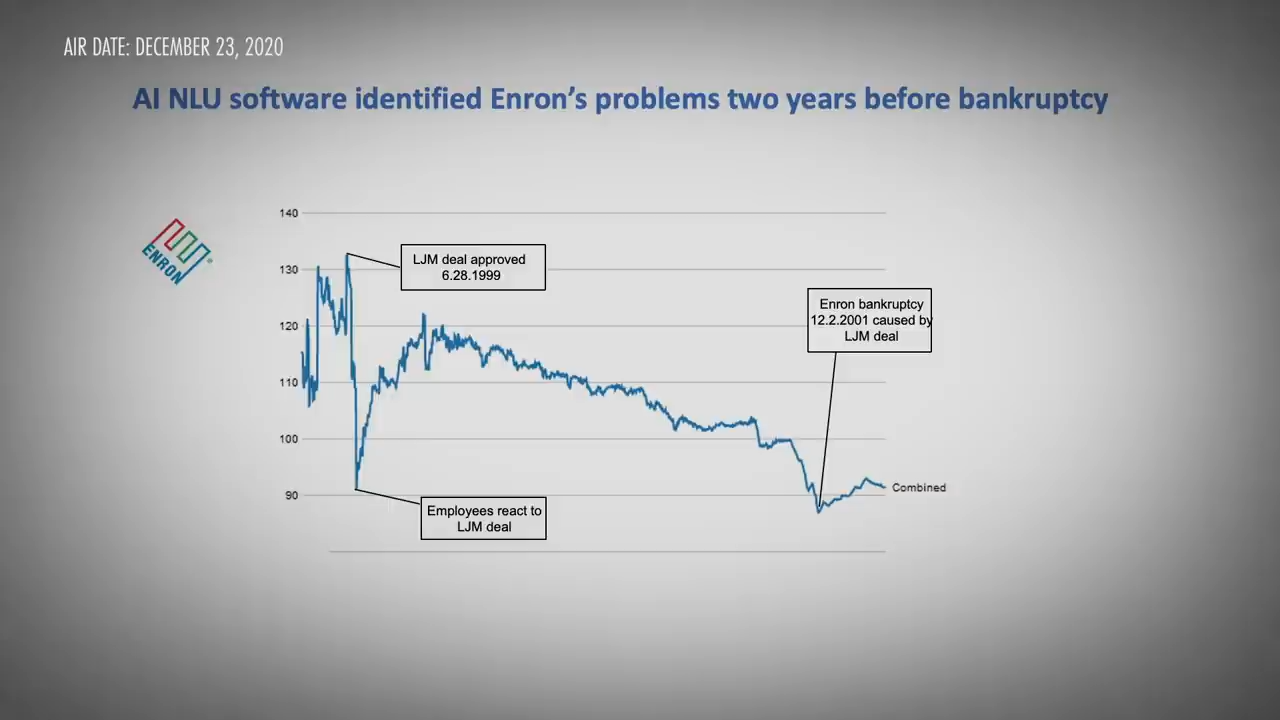 AIR DATE: DECEMBER 23, 2020
AI NLU software identified Enron’s problems two years before bankruptcy
ENRON
140
130
120
110
100
90
LJM deal approved
6.28.1999
Enron bankruptcy
12.2.2001 caused by
LJM deal
Combined
Employees react to
LJM deal